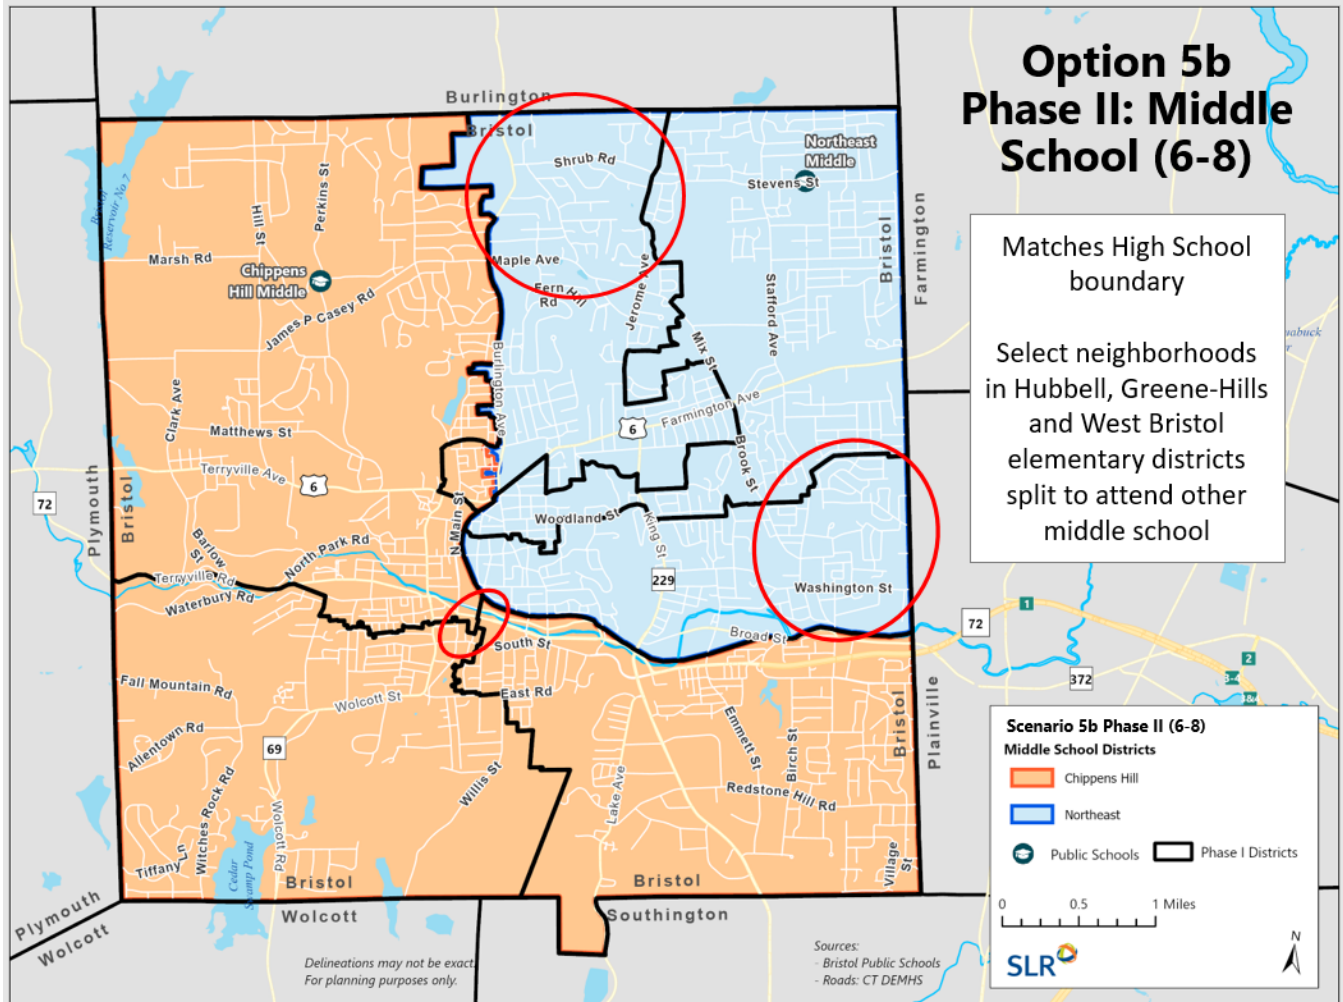 Option 5b
Phase II: Middle
School (6-8)
Matches High School
boundary
Select neighborhoods
in Hubbell, Greene-Hills
and West Bristol
elementary districts
split to attend other
middle school
Burlington
Bristol
Northeast
Middle
Shrub Rd
Stevens St
Reservoir No 7
Hill St
Perkins St
Bristol
Farmington
Marsh Rd
Maple Ave
Chippens
Hill Middle
Fern Hill
Rd
Jerome Ave
Stafford Ave
James P Casey Rd
Mix St
Burlington Ave
Clark Ave
Farmington Ave
6
Matthews St
Brook St
Terryville Ave
6
72
Plymouth
Bristol
N Main St
Woodland St
King St
Barlow
St
North Park Rd
Terryville Rd
229
Washington St
Waterbury Rd
1
72
Broad St
South St
2
372
3-4
Fall Mountain Rd
East Rd
Wolcott St
Bristol
Plainville
Allentown Rd
69
Emmett St
Birch St
Willis St
Lake Ave
Redstone Hill Rd
Witches Rock Rd
Wolcott Rd
Tiffany Ln
Cedar
Swamp Pond
Village
St
Bristol
Bristol
Plymouth
Wolcott
Wolcott
Southington
Delineations may not be exact.
For planning purposes only.
Sources:
- Bristol Public Schools
- Roads: CT DEMHS
Scenario 5b Phase II (6-8)
Middle School Districts
Chippens Hill
Northeast
Public Schools
Phase I Districts
0 0.5 1 Miles
SLR
N